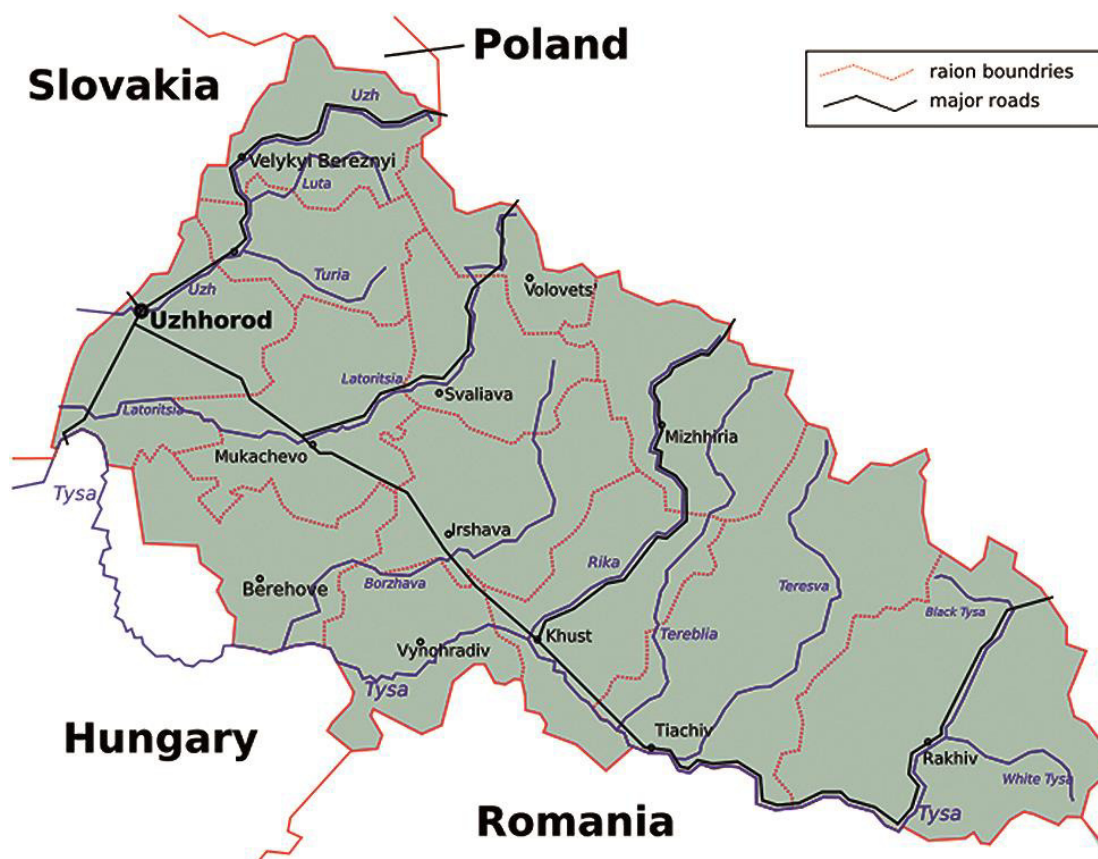 Poland
Slovakia
raion boundries
major roads
Uzh
Velykyi Bereznyi
Luta
Turia
Uzh
Volovets'
Uzhhorod
Latoritsia
Svaliava
Latoritsia
Mizhhiria
Mukachevo
Tysa
Irshava
Rika
Berehove
Borzhava
Teresva
Black Tysa
Khust
Tereblia
Vynohradiv
Tysa
Tiachiv
Hungary
Rakhiv
White Tysa
Romania
Tysa